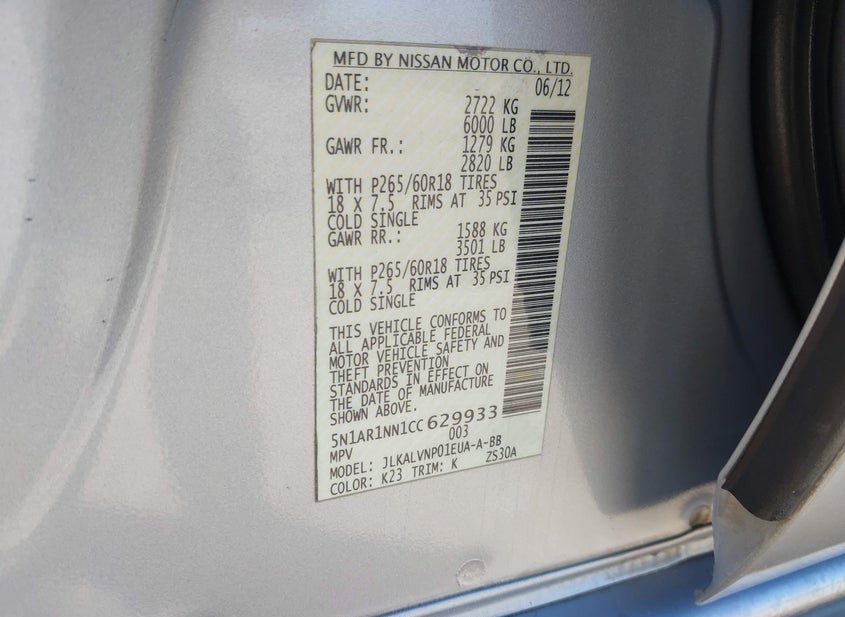 MFD BY NISSAN MOTOR CO., LTD.
DATE: 06/12
GVWR: 2722 KG
6000 LB
GAWR FR.: 1279 KG
2820 LB
WITH P265/60R18 TIRES
18 X 7.5 RIMS AT 35 PSI
COLD SINGLE
GAWR RR.: 1588 KG
3501 LB
WITH P265/60R18 TIRES
18 X 7.5 RIMS AT 35 PSI
COLD SINGLE
THIS VEHICLE CONFORMS TO
ALL APPLICABLE FEDERAL
MOTOR VEHICLE SAFETY AND
THEFT PREVENTION
STANDARDS IN EFFECT ON
THE DATE OF MANUFACTURE
SHOWN ABOVE.
5N1AR1NN1CC 629933
MPV 003
MODEL: JLKALVNP01EUA-A-BB
COLOR: K23 TRIM: K ZS30A